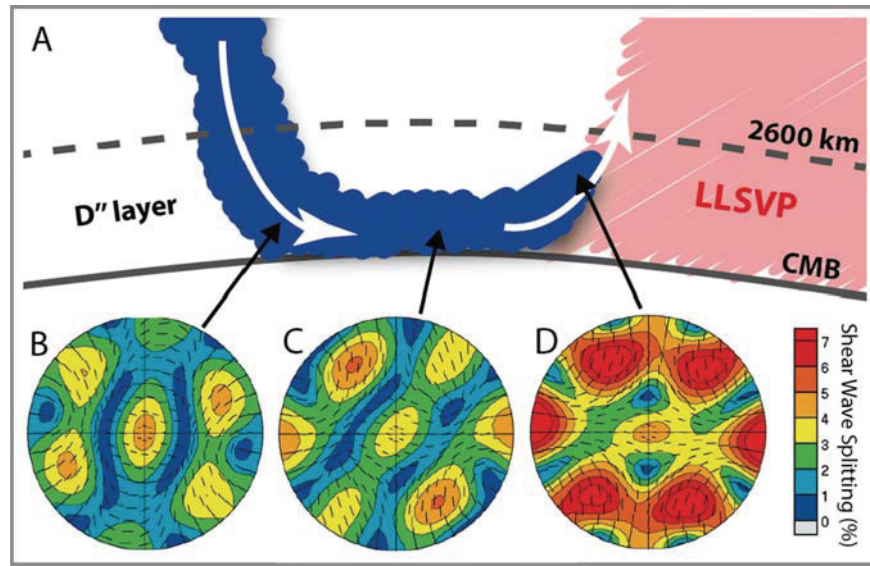 A
2600 km
D” layer
LLSVP
CMB
B
C
D
7
6
5
4
3
2
1
0
Shear Wave Splitting (%)